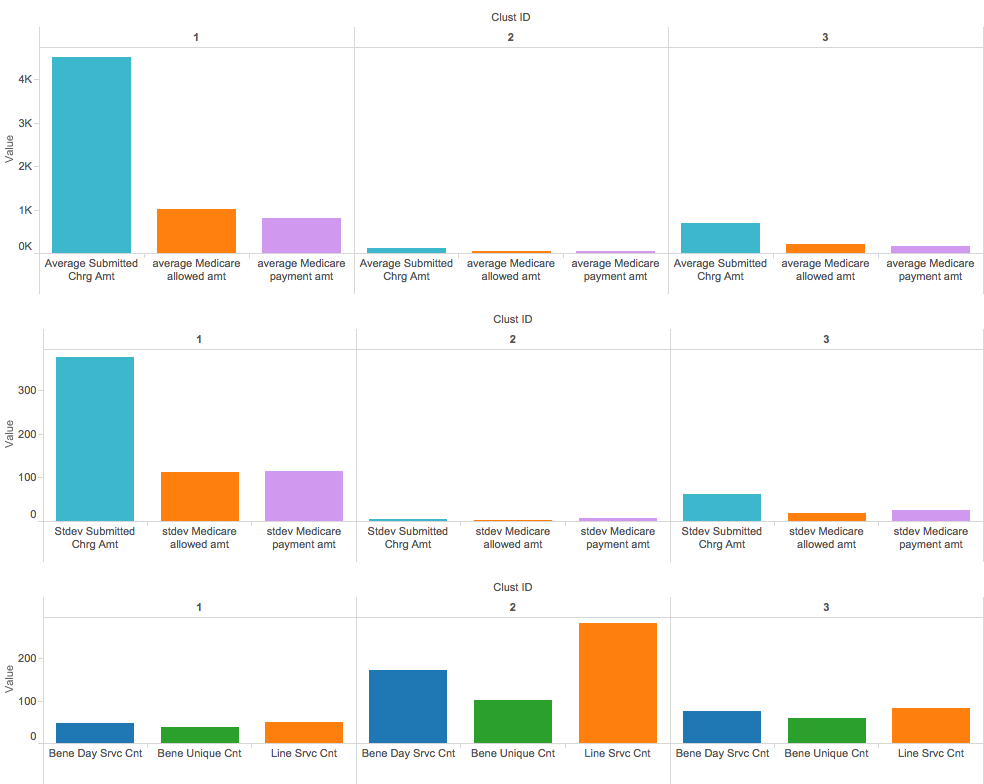 Clust ID
1 2 3
4K
3K
2K
1K
0K
Value
Average Submitted average Medicare average Medicare Average Submitted average Medicare average Medicare Average Submitted average Medicare average Medicare
Chrg Amt allowed amt payment amt Chrg Amt allowed amt payment amt Chrg Amt allowed amt payment amt
Clust ID
1 2 3
300
200
100
0
Value
Stdev Submitted stdev Medicare stdev Medicare Stdev Submitted stdev Medicare stdev Medicare Stdev Submitted stdev Medicare stdev Medicare
Chrg Amt allowed amt payment amt Chrg Amt allowed amt payment amt Chrg Amt allowed amt payment amt
Clust ID
1 2 3
200
100
0
Value
Bene Day Srvc Cnt Bene Unique Cnt Line Srvc Cnt Bene Day Srvc Cnt Bene Unique Cnt Line Srvc Cnt Bene Day Srvc Cnt Bene Unique Cnt Line Srvc Cnt